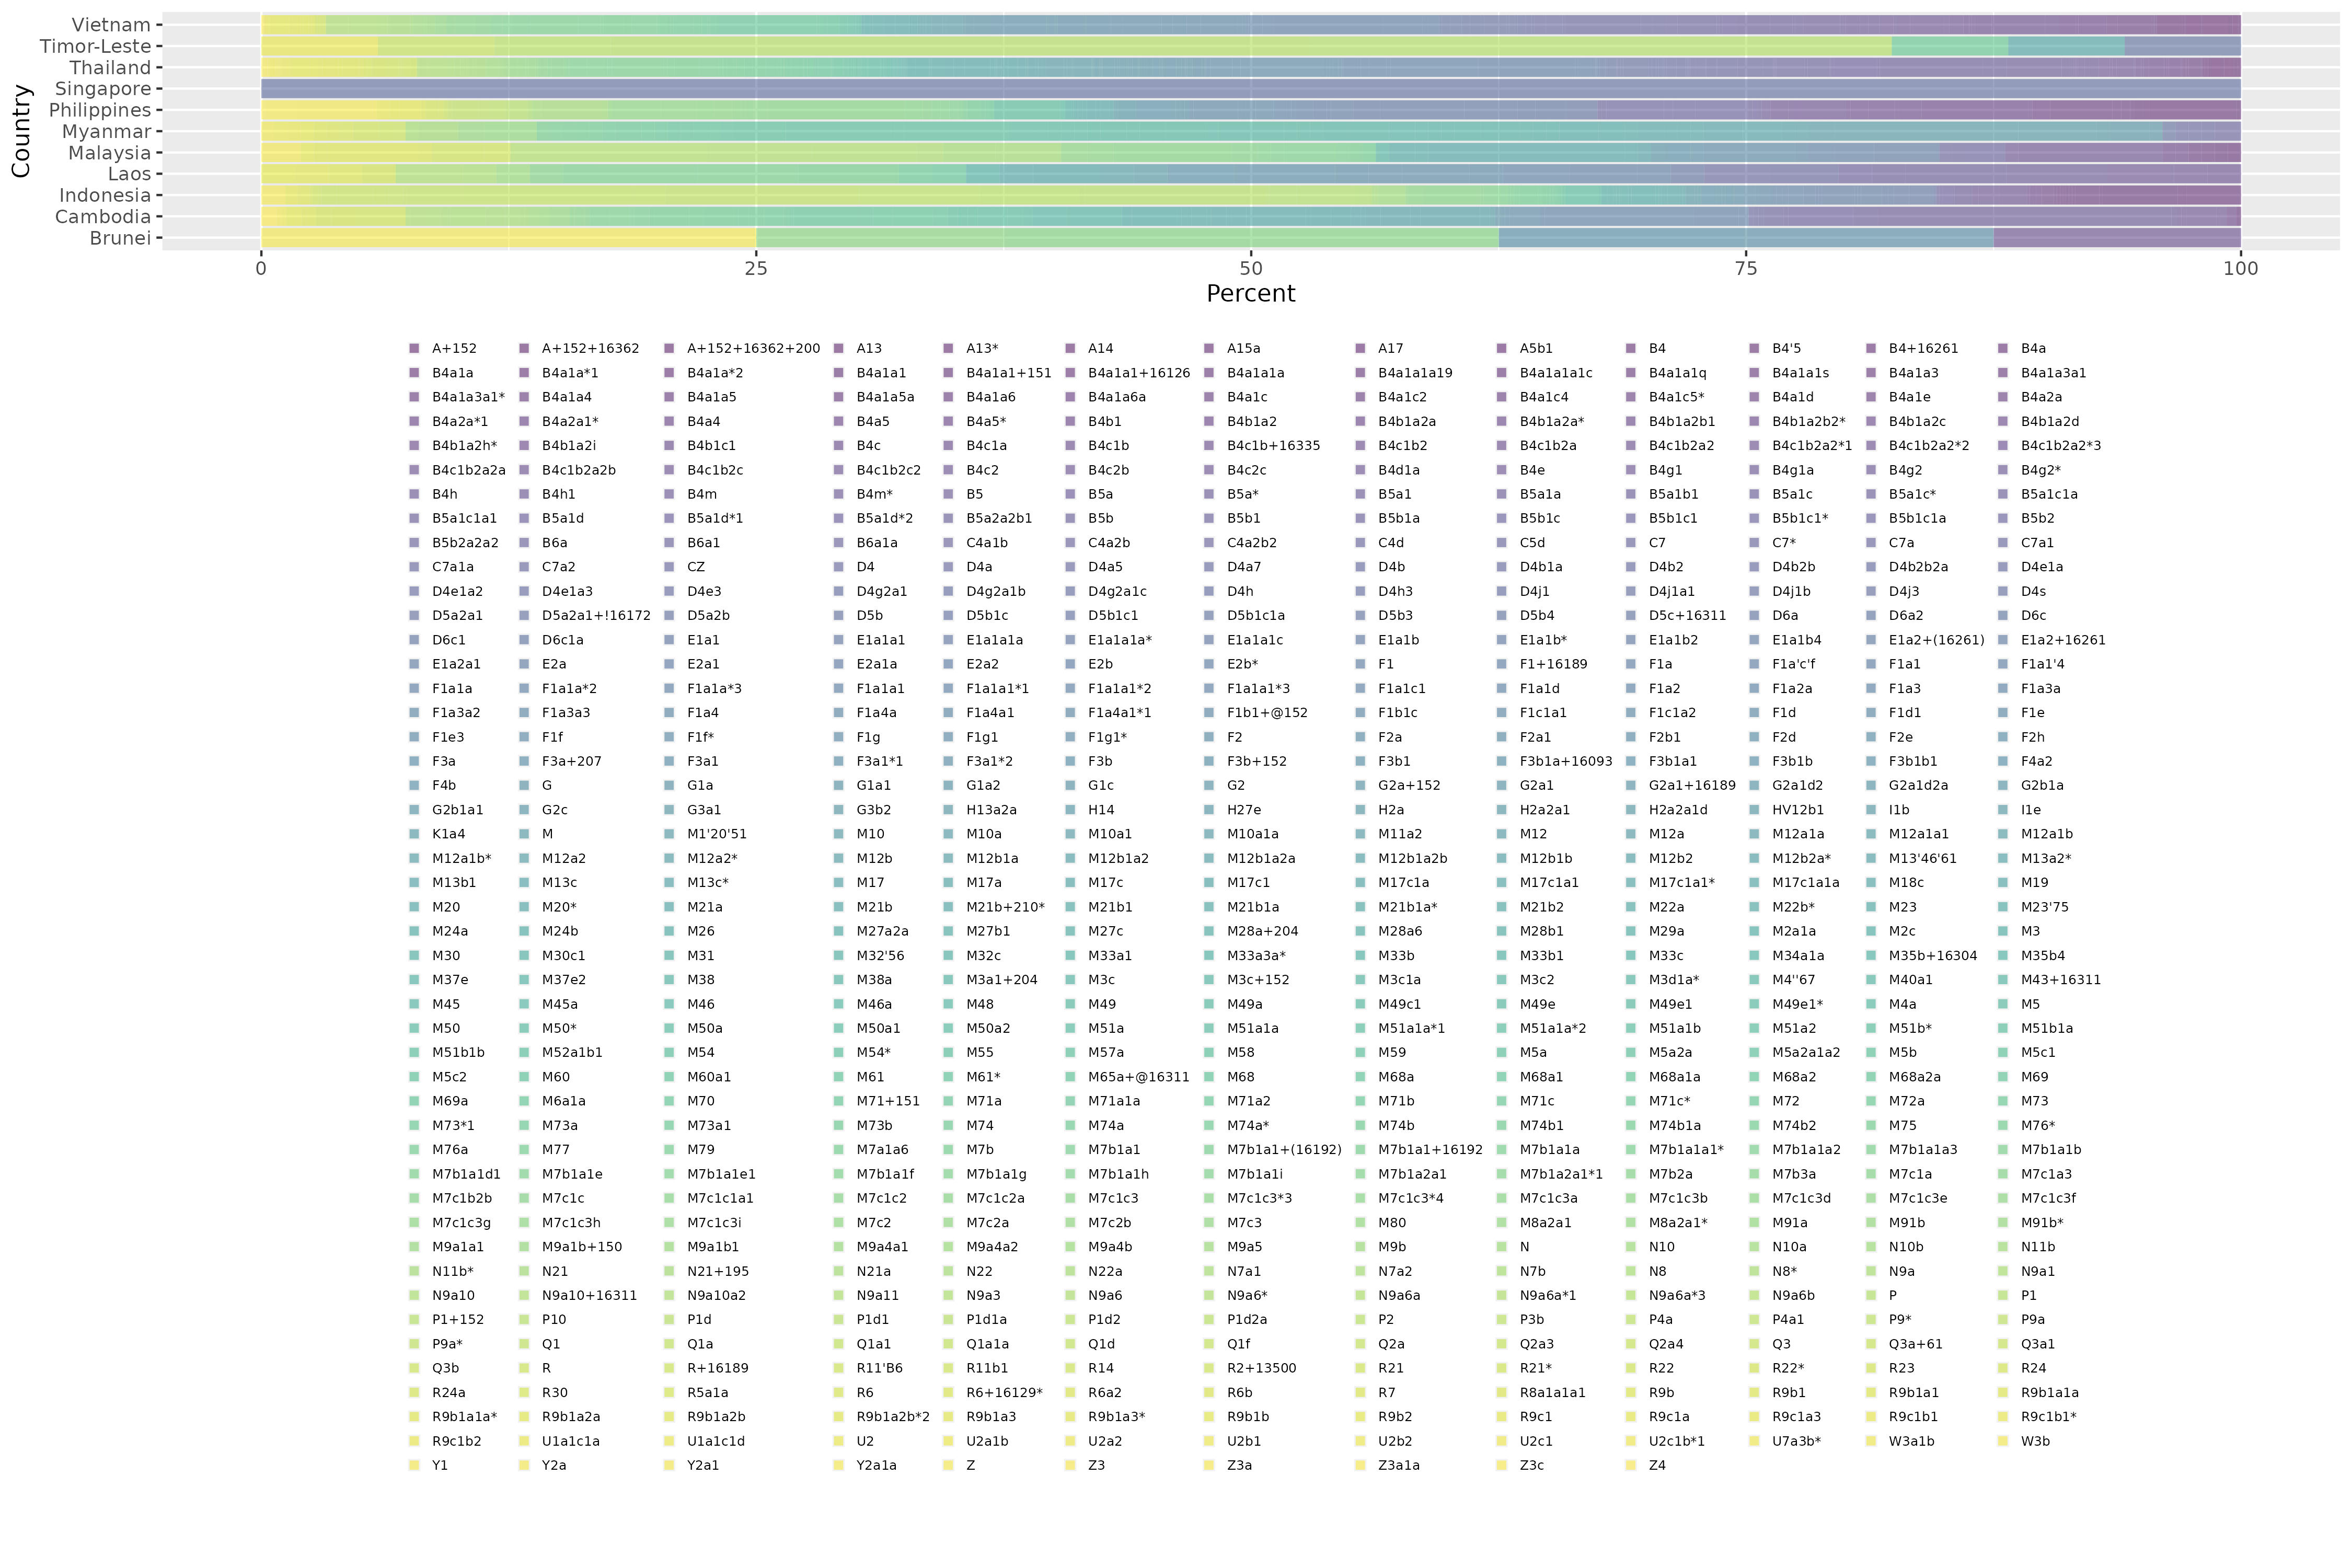 Country
Vietnam
Timor-Leste
Thailand
Singapore
Philippines
Myanmar
Malaysia
Laos
Indonesia
Cambodia
Brunei
0 25 50 75 100
Percent
A+152 A+152+16362 A+152+16362+200 A13 A13* A14 A15a A17 A5b1 B4 B4'5 B4+16261 B4a
B4a1a B4a1a*1 B4a1a*2 B4a1a1 B4a1a1+151 B4a1a1+16126 B4a1a1a B4a1a1a19 B4a1a1a1c B4a1a1q B4a1a1s B4a1a3 B4a1a3a1
B4a1a3a1* B4a1a4 B4a1a5 B4a1a5a B4a1a6 B4a1a6a B4a1c B4a1c2 B4a1c4 B4a1c5* B4a1d B4a1e B4a2a
B4a2a*1 B4a2a1* B4a4 B4a5 B4a5* B4b1 B4b1a2 B4b1a2a B4b1a2a* B4b1a2b1 B4b1a2b2* B4b1a2c B4b1a2d
B4b1a2h* B4b1a2i B4b1c1 B4c B4c1a B4c1b B4c1b+16335 B4c1b2 B4c1b2a B4c1b2a2 B4c1b2a2*1 B4c1b2a2*2 B4c1b2a2*3
B4c1b2a2a B4c1b2a2b B4c1b2c B4c1b2c2 B4c2 B4c2b B4c2c B4d1a B4e B4g1 B4g1a B4g2 B4g2*
B4h B4h1 B4m B4m* B5 B5a B5a* B5a1 B5a1a B5a1b1 B5a1c B5a1c* B5a1c1a
B5a1c1a1 B5a1d B5a1d*1 B5a1d*2 B5a2a2b1 B5b B5b1 B5b1a B5b1c B5b1c1 B5b1c1* B5b1c1a B5b2
B5b2a2a2 B6a B6a1 B6a1a C4a1b C4a2b C4a2b2 C4d C5d C7 C7* C7a C7a1
C7a1a C7a2 CZ D4 D4a D4a5 D4a7 D4b D4b1a D4b2 D4b2b D4b2b2a D4e1a
D4e1a2 D4e1a3 D4e3 D4g2a1 D4g2a1b D4g2a1c D4h D4h3 D4j1 D4j1a1 D4j1b D4j3 D4s
D5a2a1 D5a2a1+!16172 D5a2b D5b D5b1c D5b1c1 D5b1c1a D5b3 D5b4 D5c+16311 D6a D6a2 D6c
D6c1 D6c1a E1a1 E1a1a1 E1a1a1a E1a1a1a* E1a1a1c E1a1b E1a1b* E1a1b2 E1a1b4 E1a2+(16261) E1a2+16261
E1a2a1 E2a E2a1 E2a1a E2a2 E2b E2b* F1 F1+16189 F1a F1a'c'f F1a1 F1a1'4
F1a1a F1a1a*2 F1a1a*3 F1a1a1 F1a1a1*1 F1a1a1*2 F1a1a1*3 F1a1c1 F1a1d F1a2 F1a2a F1a3 F1a3a
F1a3a2 F1a3a3 F1a4 F1a4a F1a4a1 F1a4a1*1 F1b1+@152 F1b1c F1c1a1 F1c1a2 F1d F1d1 F1e
F1e3 F1f F1f* F1g F1g1 F1g1* F2 F2a F2a1 F2b1 F2d F2e F2h
F3a F3a+207 F3a1 F3a1*1 F3a1*2 F3b F3b+152 F3b1 F3b1a+16093 F3b1a1 F3b1b F3b1b1 F4a2
F4b G G1a G1a1 G1a2 G1c G2 G2a+152 G2a1 G2a1+16189 G2a1d2 G2a1d2a G2b1a
G2b1a1 G2c G3a1 G3b2 H13a2a H14 H27e H2a H2a2a1 H2a2a1d HV12b1 I1b I1e
K1a4 M M1'20'51 M10 M10a M10a1 M10a1a M11a2 M12 M12a M12a1a M12a1a1 M12a1b
M12a1b* M12a2 M12a2* M12b M12b1a M12b1a2 M12b1a2a M12b1a2b M12b1b M12b2 M12b2a* M13'46'61 M13a2*
M13b1 M13c M13c* M17 M17a M17c M17c1 M17c1a M17c1a1 M17c1a1* M17c1a1a M18c M19
M20 M20* M21a M21b M21b+210* M21b1 M21b1a M21b1a* M21b2 M22a M22b* M23 M23'75
M24a M24b M26 M27a2a M27b1 M27c M28a+204 M28a6 M28b1 M29a M2a1a M2c M3
M30 M30c1 M31 M32'56 M32c M33a1 M33a3a* M33b M33b1 M33c M34a1a M35b+16304 M35b4
M37e M37e2 M38 M38a M3a1+204 M3c M3c+152 M3c1a M3c2 M3d1a* M4''67 M40a1 M43+16311
M45 M45a M46 M46a M48 M49 M49a M49c1 M49e M49e1 M49e1* M4a M5
M50 M50* M50a M50a1 M50a2 M51a M51a1a M51a1a*1 M51a1a*2 M51a1b M51a2 M51b* M51b1a
M51b1b M52a1b1 M54 M54* M55 M57a M58 M59 M5a M5a2a M5a2a1a2 M5b M5c1
M5c2 M60 M60a1 M61 M61* M65a+@16311 M68 M68a M68a1 M68a1a M68a2 M68a2a M69
M69a M6a1a M70 M71+151 M71a M71a1a M71a2 M71b M71c M71c* M72 M72a M73
M73*1 M73a M73a1 M73b M74 M74a M74a* M74b M74b1 M74b1a M74b2 M75 M76*
M76a M77 M79 M7a1a6 M7b M7b1a1 M7b1a1+(16192) M7b1a1+16192 M7b1a1a M7b1a1a1* M7b1a1a2 M7b1a1a3 M7b1a1b
M7b1a1d1 M7b1a1e M7b1a1e1 M7b1a1f M7b1a1g M7b1a1h M7b1a1i M7b1a2a1 M7b1a2a1*1 M7b2a M7b3a M7c1a M7c1a3
M7c1b2b M7c1c M7c1c1a1 M7c1c2 M7c1c2a M7c1c3 M7c1c3*3 M7c1c3*4 M7c1c3a M7c1c3b M7c1c3d M7c1c3e M7c1c3f
M7c1c3g M7c1c3h M7c1c3i M7c2 M7c2a M7c2b M7c3 M80 M8a2a1 M8a2a1* M91a M91b M91b*
M9a1a1 M9a1b+150 M9a1b1 M9a4a1 M9a4a2 M9a4b M9a5 M9b N N10 N10a N10b N11b
N11b* N21 N21+195 N21a N22 N22a N7a1 N7a2 N7b N8 N8* N9a N9a1
N9a10 N9a10+16311 N9a10a2 N9a11 N9a3 N9a6 N9a6* N9a6a N9a6a*1 N9a6a*3 N9a6b P P1
P1+152 P10 P1d P1d1 P1d1a P1d2 P1d2a P2 P3b P4a P4a1 P9* P9a
P9a* Q1 Q1a Q1a1 Q1a1a Q1d Q1f Q2a Q2a3 Q2a4 Q3 Q3a+61 Q3a1
Q3b R R+16189 R11'B6 R11b1 R14 R2+13500 R21 R21* R22 R22* R23 R24
R24a R30 R5a1a R6 R6+16129* R6a2 R6b R7 R8a1a1a1 R9b R9b1 R9b1a1 R9b1a1a
R9b1a1a* R9b1a2a R9b1a2b R9b1a2b*2 R9b1a3 R9b1a3* R9b1b R9b2 R9c1 R9c1a R9c1a3 R9c1b1 R9c1b1*
R9c1b2 U1a1c1a U1a1c1d U2 U2a1b U2a2 U2b1 U2b2 U2c1 U2c1b*1 U7a3b* W3a1b W3b
Y1 Y2a Y2a1 Y2a1a Z Z3 Z3a Z3a1a Z3c Z4